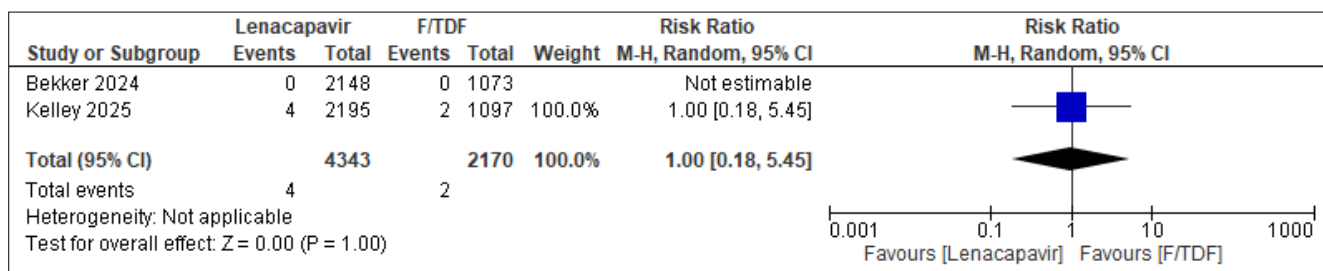 Lenacapavir F/TDF Risk Ratio Risk Ratio
Study or Subgroup Events Total Events Total Weight M-H, Random, 95% CI M-H, Random, 95% CI
Bekker 2024 0 2148 0 1073 Not estimable
Kelley 2025 4 2195 2 1097 100.0% 1.00 [0.18, 5.45]
Total (95% CI) 4343 2170 100.0% 1.00 [0.18, 5.45]
Total events 4 2
Heterogeneity: Not applicable
Test for overall effect: Z = 0.00 (P = 1.00)
0.001 0.1 1 10 1000
Favours [Lenacapavir] Favours [F/TDF]